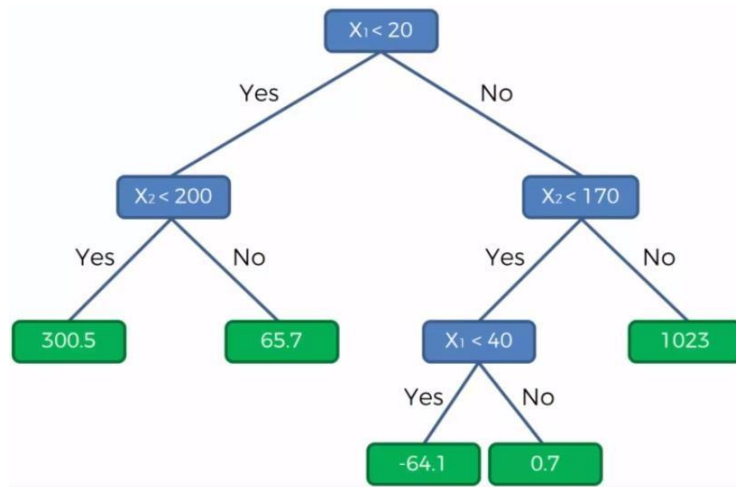 X₁ < 20
Yes
No
X₂ < 200
X₂ < 170
Yes
No
Yes
No
300.5
65.7
X₁ < 40
1023
Yes
No
-64.1
0.7